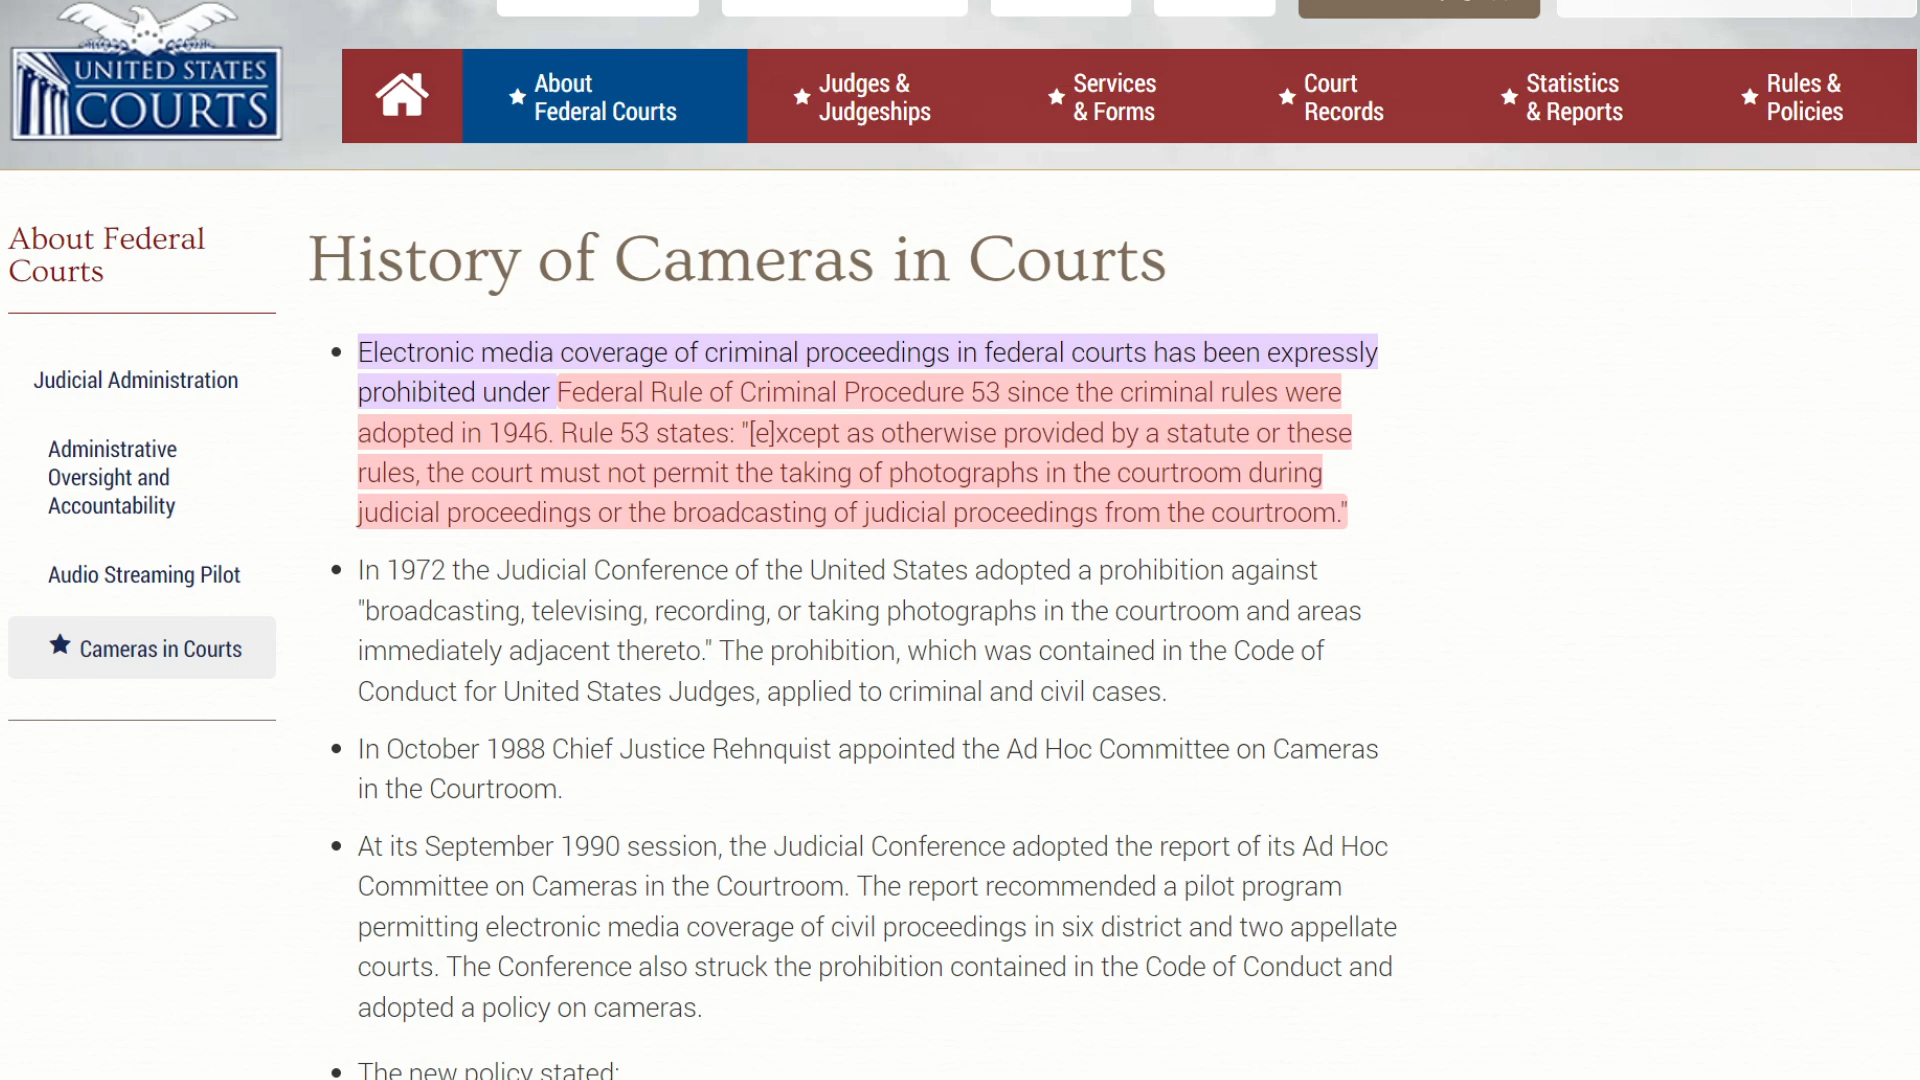 UNITED STATES
COURTS
About
Federal Courts
Judges &
Judgeships
Services
& Forms
Court
Records
Statistics
& Reports
Rules &
Policies
About Federal
Courts
Judicial Administration
Administrative
Oversight and
Accountability
Audio Streaming Pilot
Cameras in Courts
History of Cameras in Courts
• Electronic media coverage of criminal proceedings in federal courts has been expressly
prohibited under Federal Rule of Criminal Procedure 53 since the criminal rules were
adopted in 1946. Rule 53 states: "[e]xcept as otherwise provided by a statute or these
rules, the court must not permit the taking of photographs in the courtroom during
judicial proceedings or the broadcasting of judicial proceedings from the courtroom."
• In 1972 the Judicial Conference of the United States adopted a prohibition against
"broadcasting, televising, recording, or taking photographs in the courtroom and areas
immediately adjacent thereto." The prohibition, which was contained in the Code of
Conduct for United States Judges, applied to criminal and civil cases.
• In October 1988 Chief Justice Rehnquist appointed the Ad Hoc Committee on Cameras
in the Courtroom.
• At its September 1990 session, the Judicial Conference adopted the report of its Ad Hoc
Committee on Cameras in the Courtroom. The report recommended a pilot program
permitting electronic media coverage of civil proceedings in six district and two appellate
courts. The Conference also struck the prohibition contained in the Code of Conduct and
adopted a policy on cameras.
• The new policy stated: